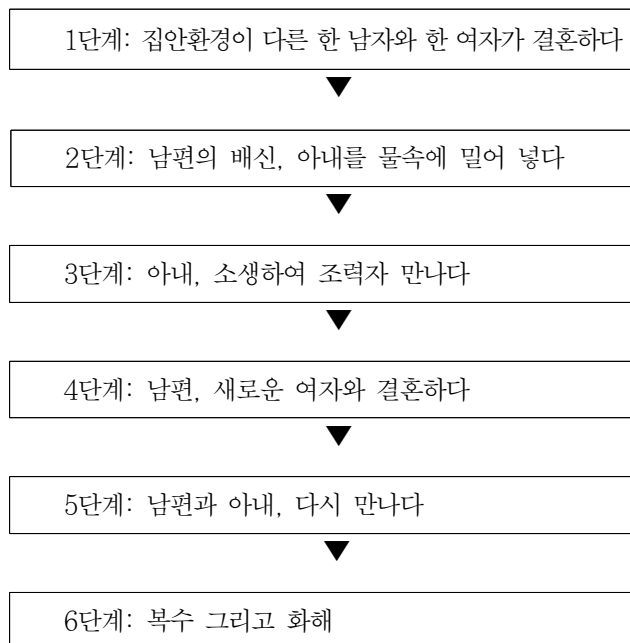 1단계: 집안환경이 다른 한 남자와 한 여자가 결혼하다
2단계: 남편의 배신, 아내를 물속에 밀어 넣다
3단계: 아내, 소생하여 조력자 만나다
4단계: 남편, 새로운 여자와 결혼하다
5단계: 남편과 아내, 다시 만나다
6단계: 복수 그리고 화해